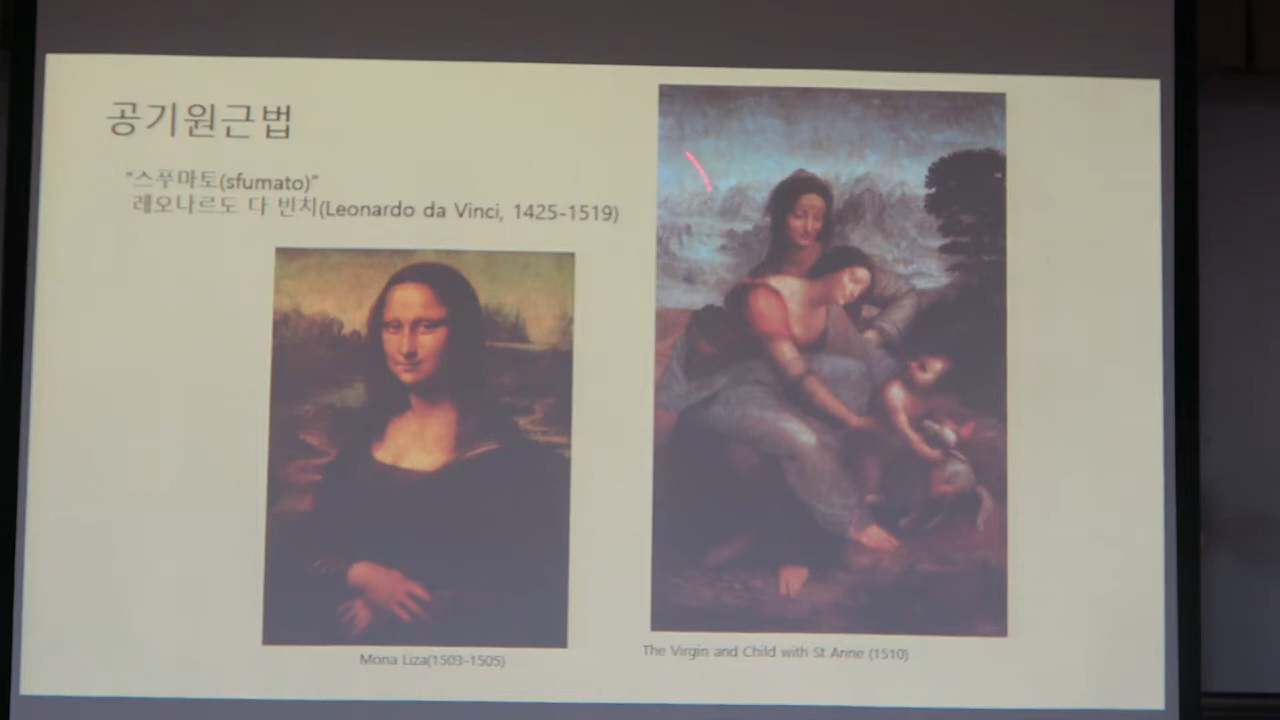 공기원근법
"스푸마토(sfumato)"
레오나르도 다 빈치(Leonardo da Vinci, 1425-1519)
Mona Liza(1503-1505)
The Virgin and Child with St Anne (1510)